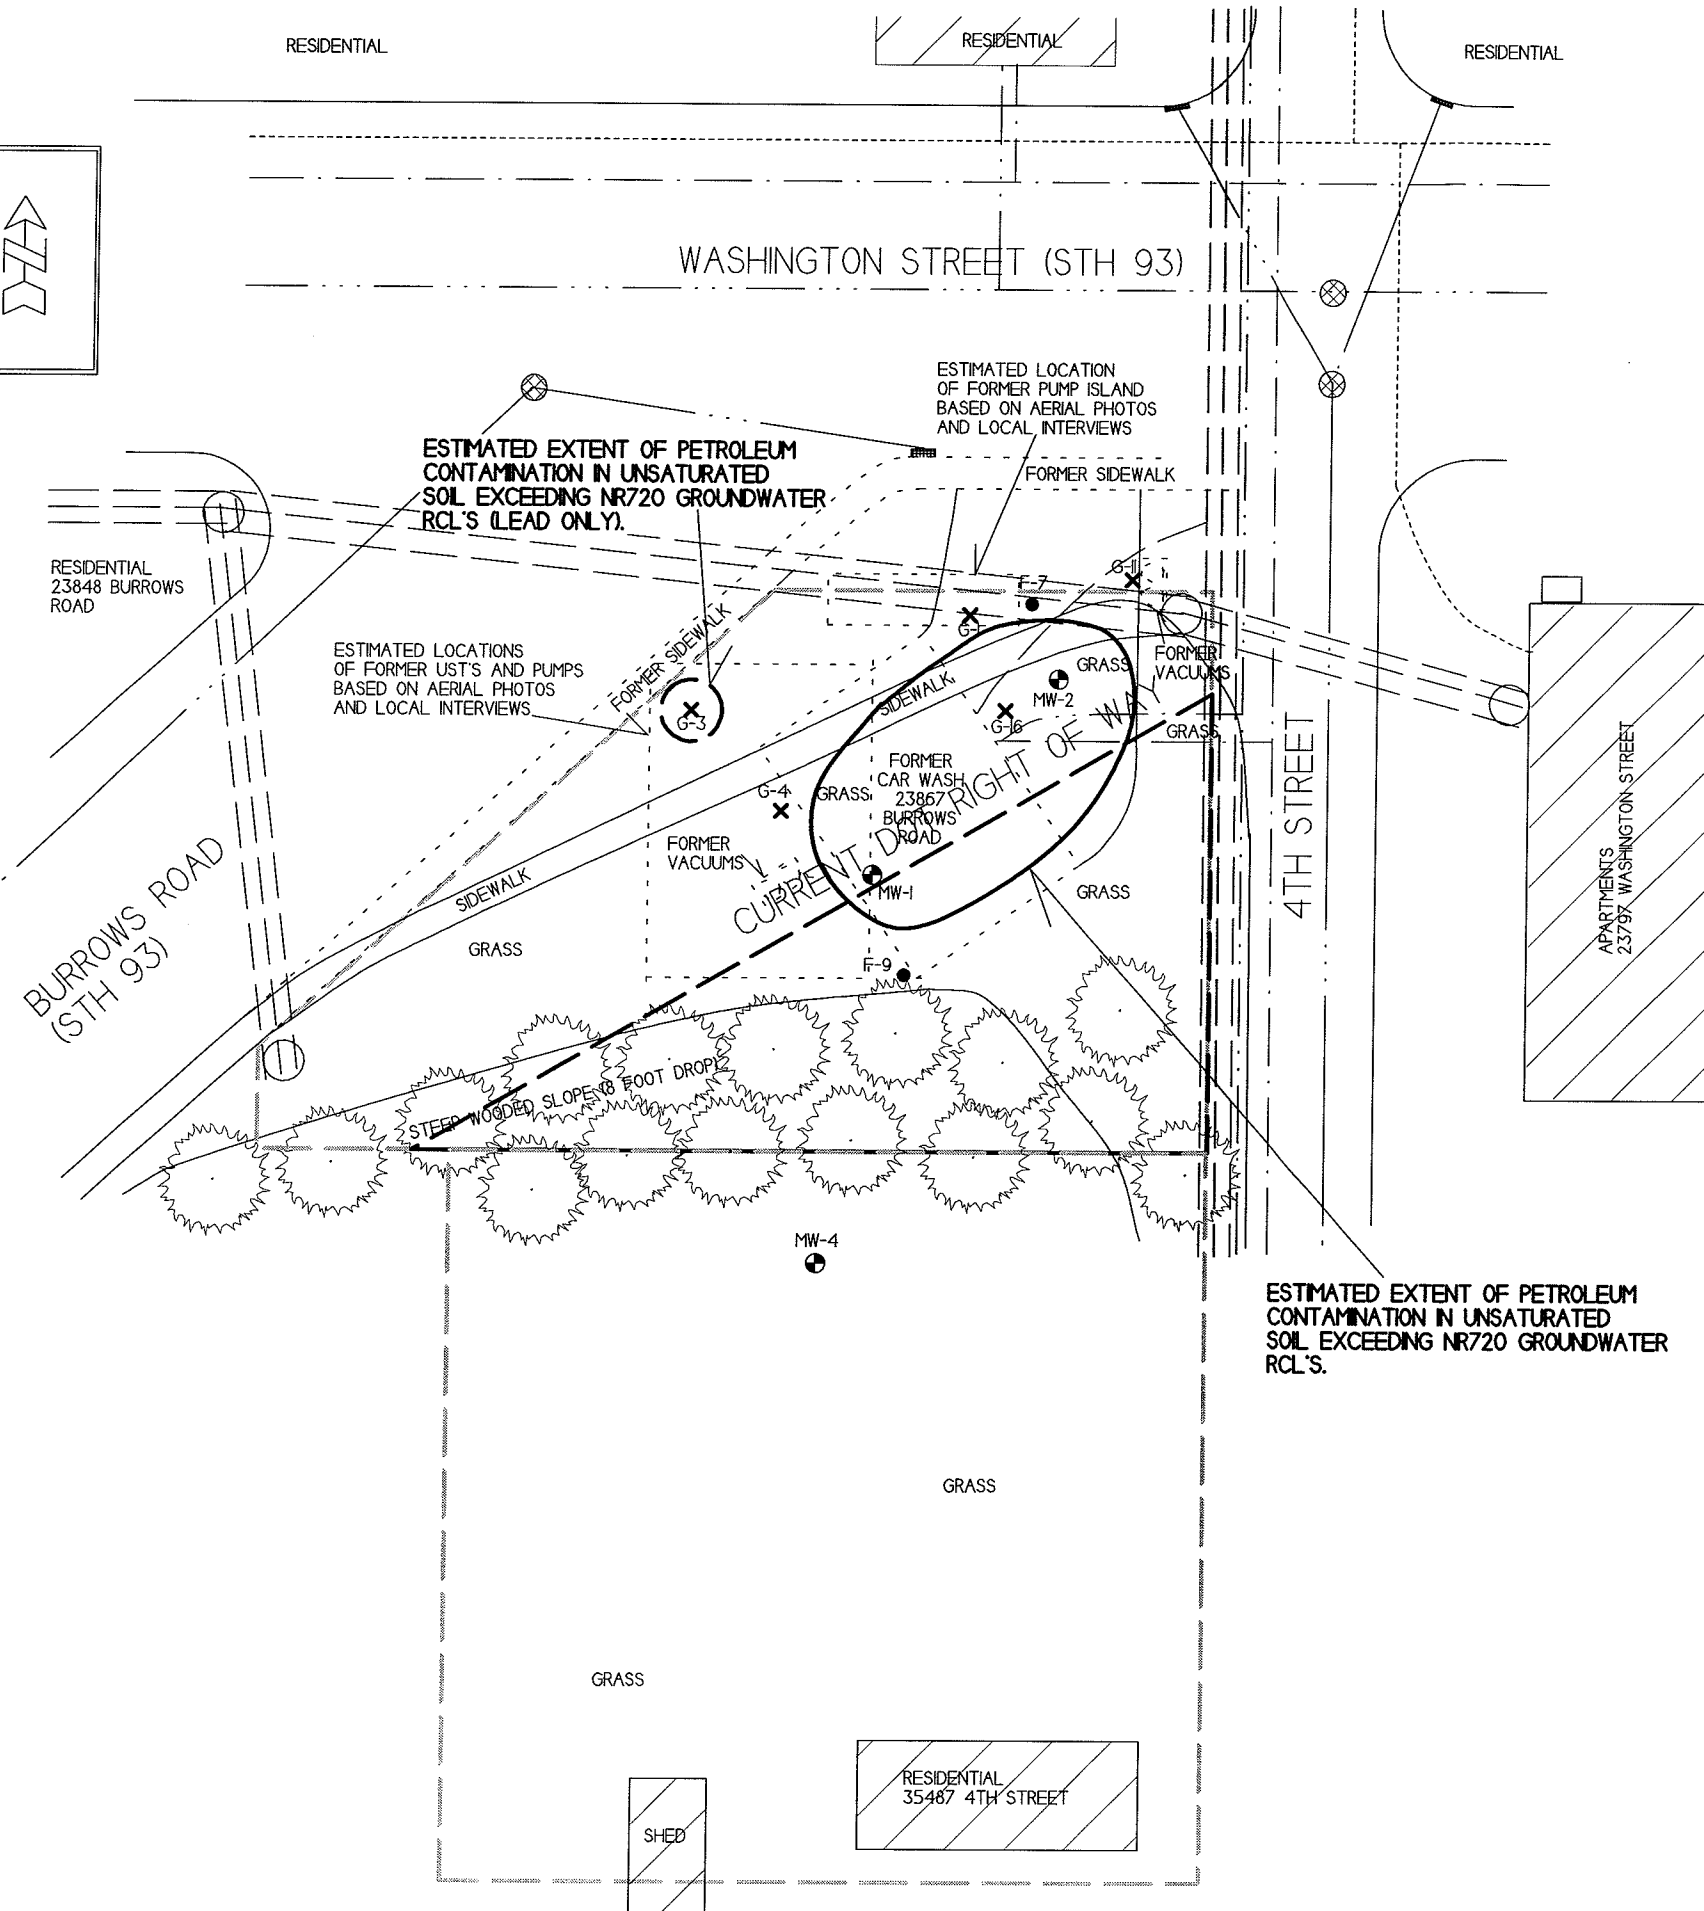 RESIDENTIAL
RESIDENTIAL
RESIDENTIAL
N
WASHINGTON STREET (STH 93)
ESTIMATED LOCATION
OF FORMER PUMP ISLAND
BASED ON AERIAL PHOTOS
AND LOCAL INTERVIEWS
ESTIMATED EXTENT OF PETROLEUM
CONTAMINATION IN UNSATURATED
SOIL EXCEEDING NR720 GROUNDWATER
RCL'S (LEAD ONLY).
FORMER SIDEWALK
RESIDENTIAL
23848 BURROWS
ROAD
G-11
F-7
ESTIMATED LOCATIONS
OF FORMER UST'S AND PUMPS
BASED ON AERIAL PHOTOS
AND LOCAL INTERVIEWS
FORMER SIDEWALK
GRASS
FORMER
VACUUMS
SIDEWALK
MW-2
G-3
G-16
GRASS
FORMER
CAR WASH
23867
BURROWS
ROAD
G-4
GRASS
FORMER
VACUUMS
CURRENT DOT RIGHT OF WAY
MW-1
GRASS
4TH STREET
APARTMENTS
23797 WASHINGTON STREET
SIDEWALK
GRASS
BURROWS ROAD
(STH 93)
F-9
STEEP WOODED SLOPE (8 FOOT DROP)
MW-4
ESTIMATED EXTENT OF PETROLEUM
CONTAMINATION IN UNSATURATED
SOIL EXCEEDING NR720 GROUNDWATER
RCL'S.
GRASS
GRASS
RESIDENTIAL
35487 4TH STREET
SHED